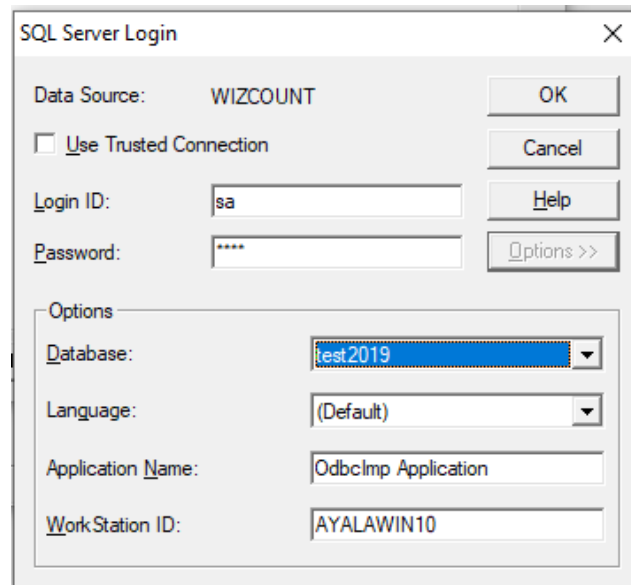 SQL Server Login
Data Source: WIZCOUNT
OK
Use Trusted Connection
Cancel
Login ID: sa
Help
Password: ****
Options >>
Options
Database: test2019
Language: (Default)
Application Name: OdbcImp Application
WorkStation ID: AYALAWIN10